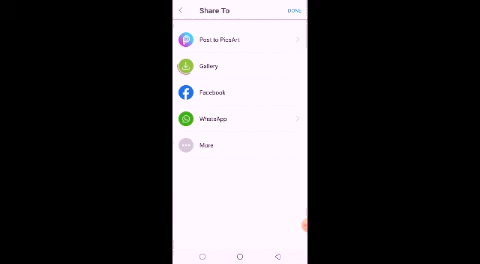 Share To
DONE
Post to PicsArt
Gallery
Facebook
WhatsApp
More